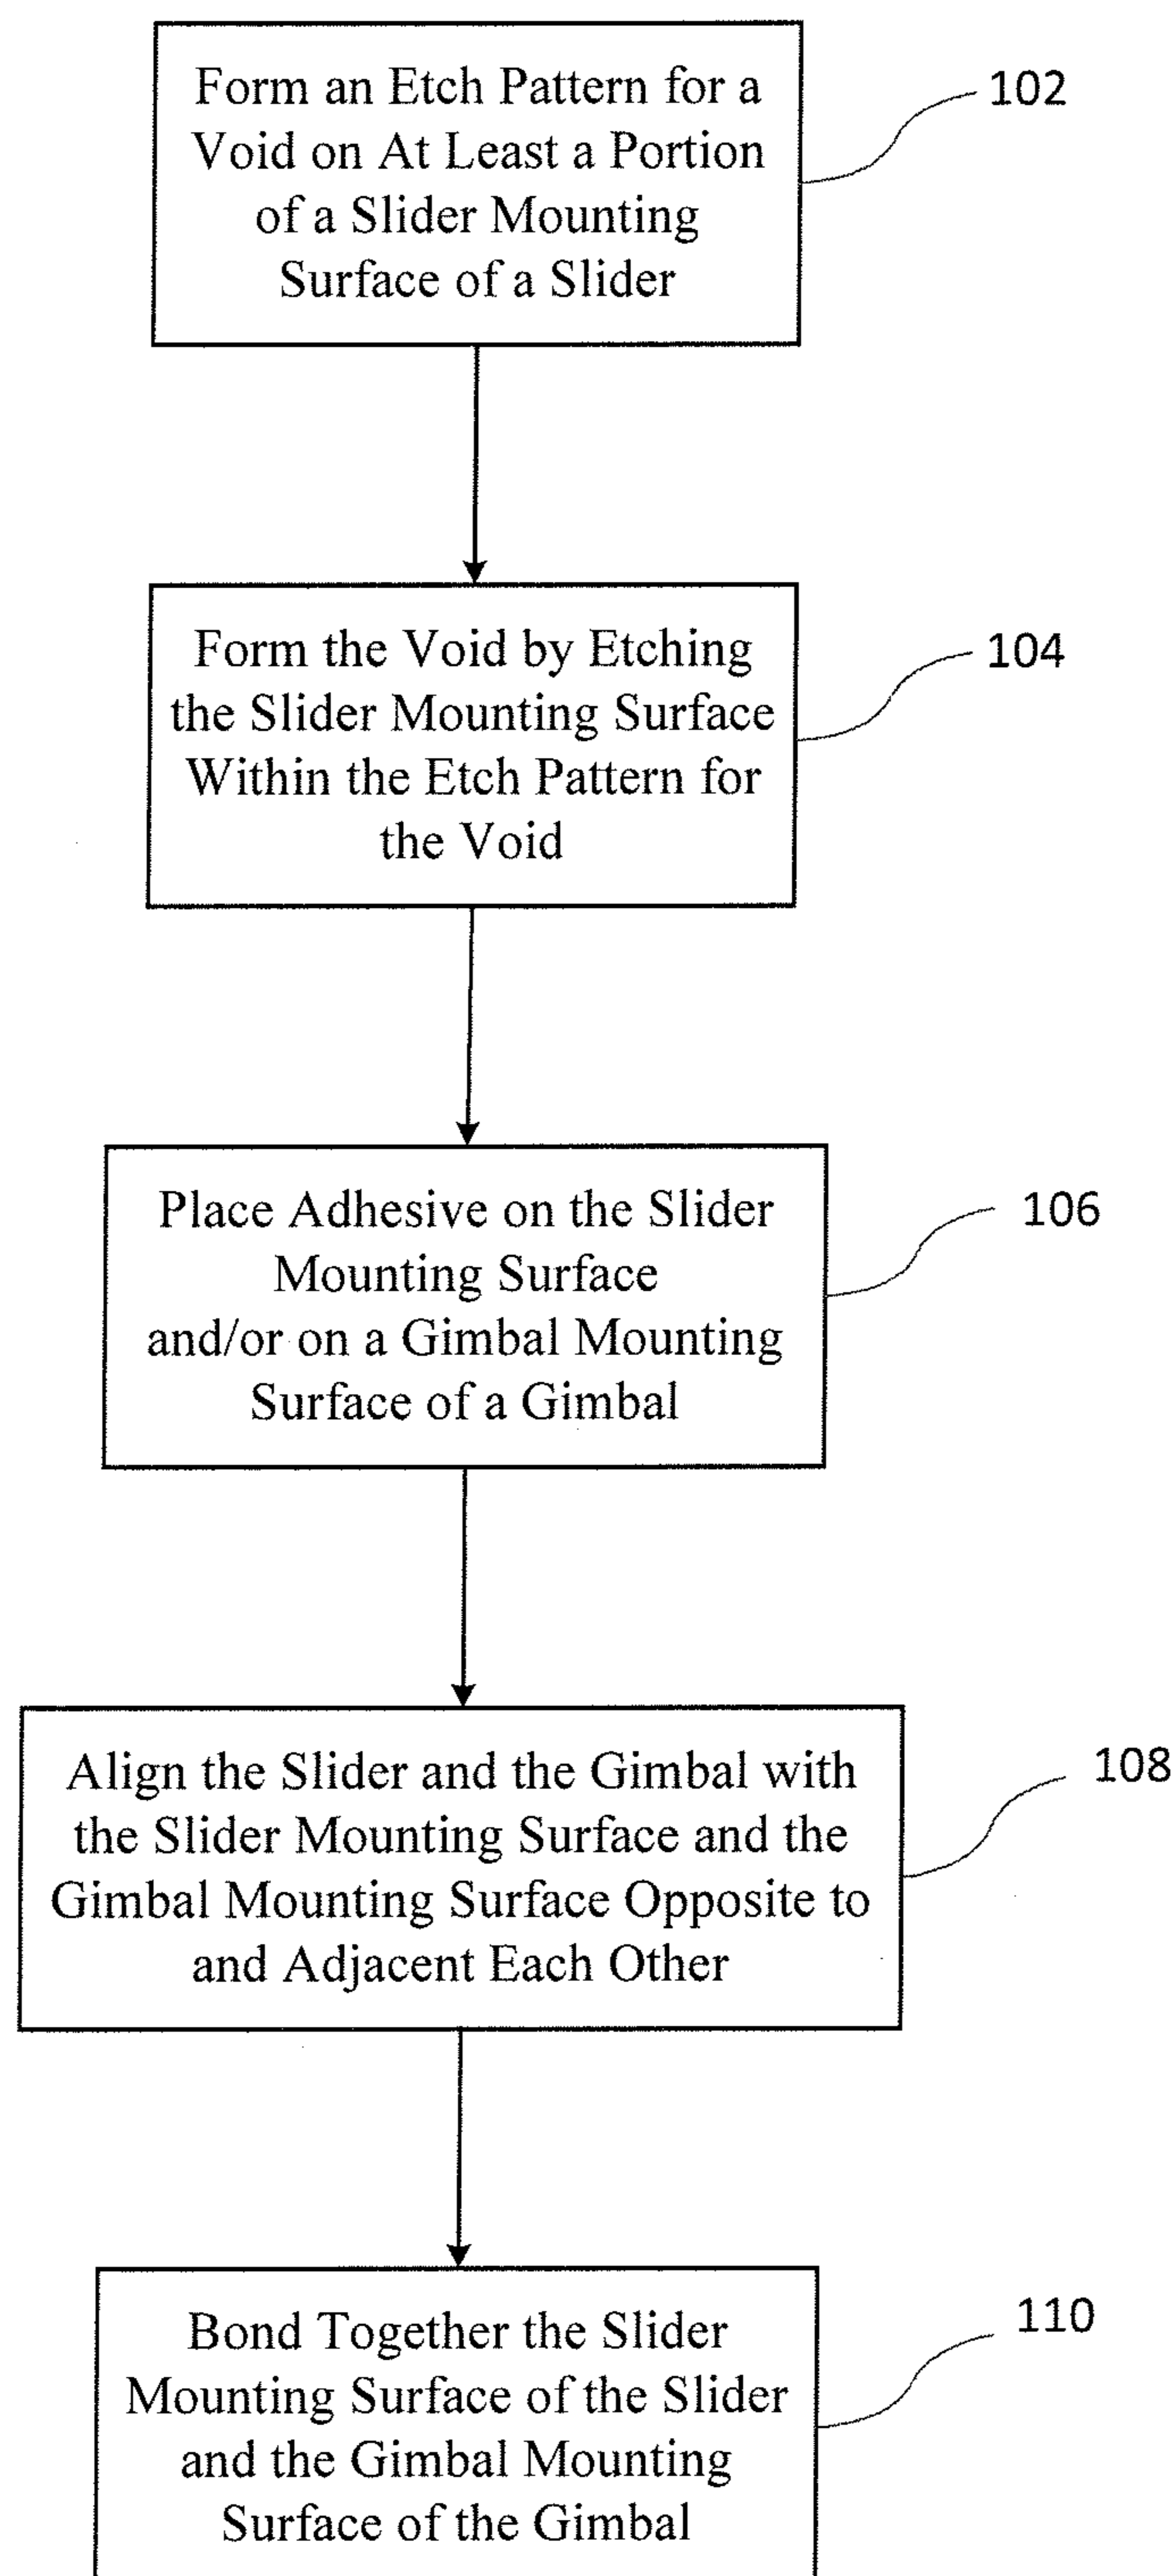 Form an Etch Pattern for a
Void on At Least a Portion
of a Slider Mounting
Surface of a Slider
102
Form the Void by Etching
the Slider Mounting Surface
Within the Etch Pattern for
the Void
104
Place Adhesive on the Slider
Mounting Surface
and/or on a Gimbal Mounting
Surface of a Gimbal
106
Align the Slider and the Gimbal with
the Slider Mounting Surface and the
Gimbal Mounting Surface Opposite to
and Adjacent Each Other
108
Bond Together the Slider
Mounting Surface of the Slider
and the Gimbal Mounting
Surface of the Gimbal
110